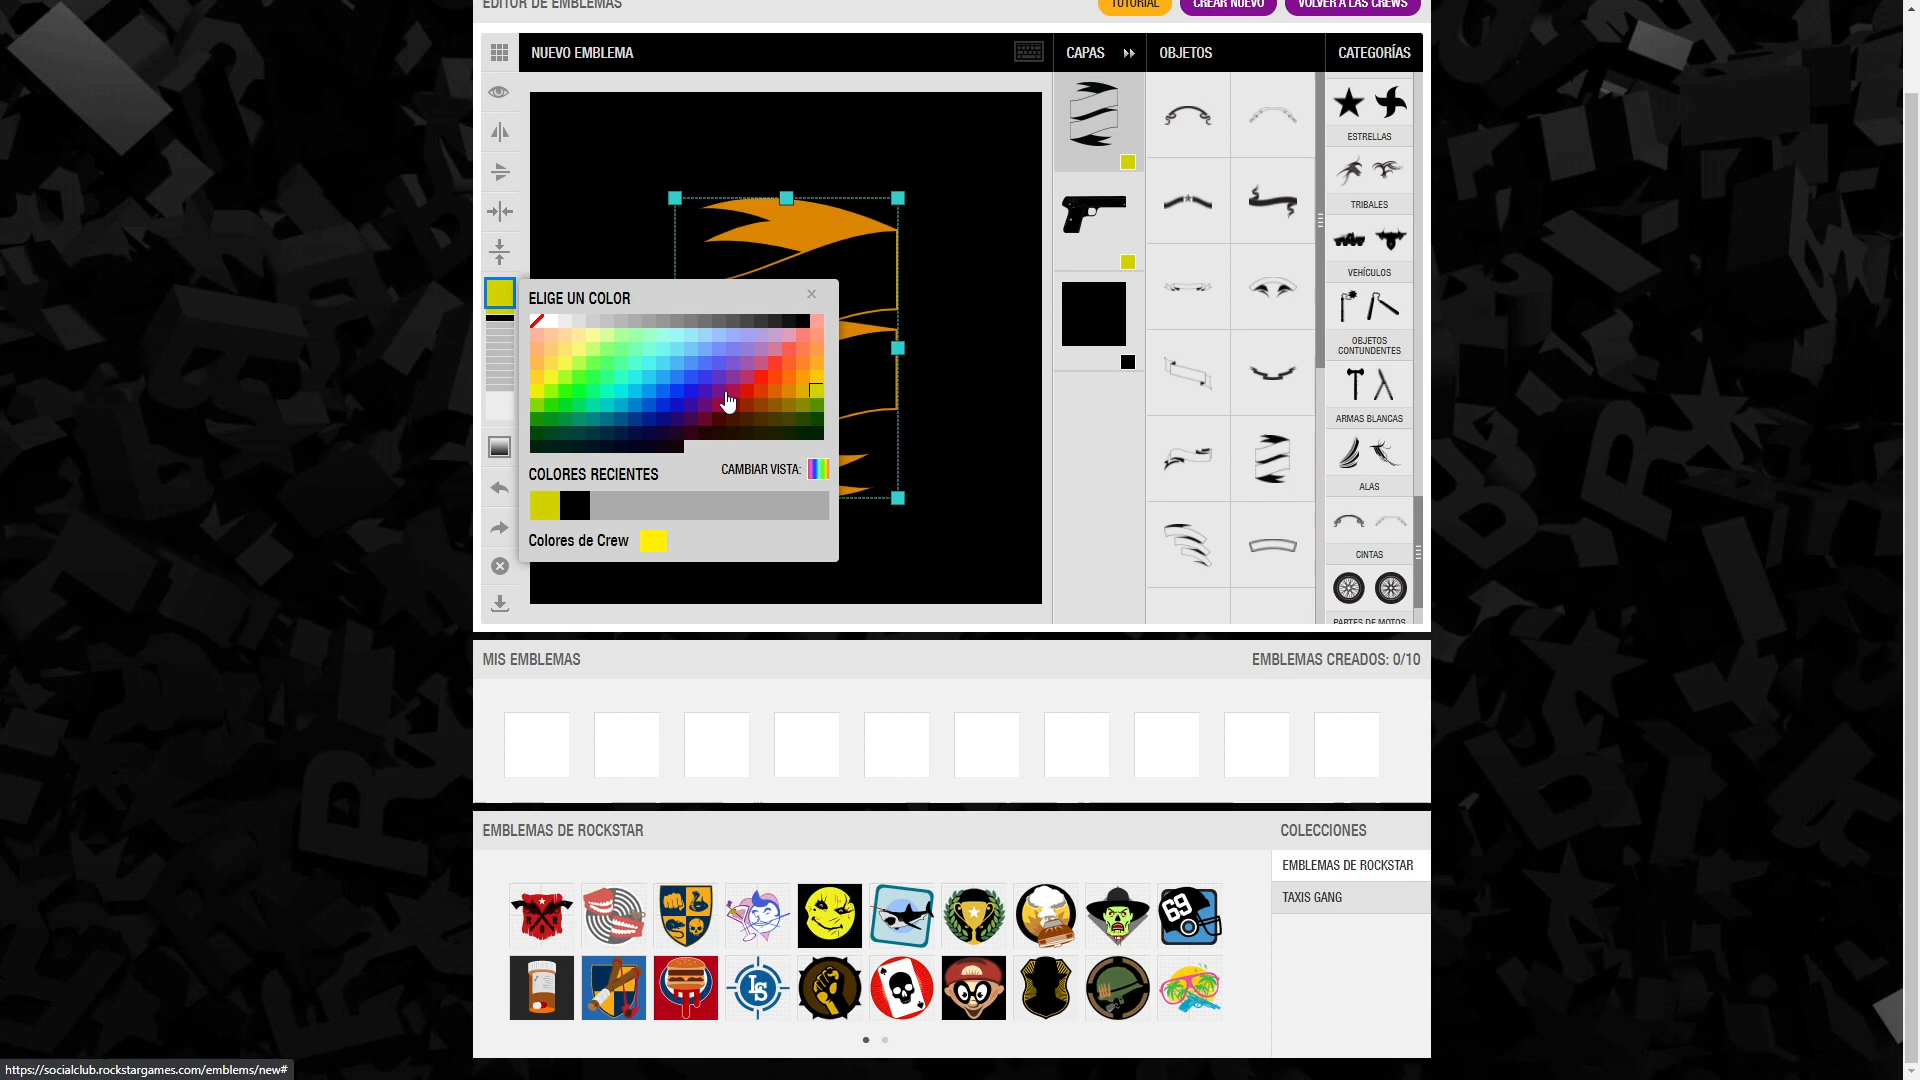 EDITOR DE EMBLEMAS
TUTORIAL
CREAR NUEVO
VOLVER A LAS CREWS
NUEVO EMBLEMA
CAPAS
OBJETOS
CATEGORÍAS
ESTRELLAS
TRIBALES
VEHÍCULOS
OBJETOS
CONTUNDENTES
ARMAS BLANCAS
ALAS
CINTAS
PARTES DE MOTOS
ELIGE UN COLOR
CAMBIAR VISTA:
COLORES RECIENTES
Colores de Crew
MIS EMBLEMAS
EMBLEMAS CREADOS: 0/10
EMBLEMAS DE ROCKSTAR
COLECCIONES
EMBLEMAS DE ROCKSTAR
TAXIS GANG
69
LS
https://socialclub.rockstargames.com/emblems/new#